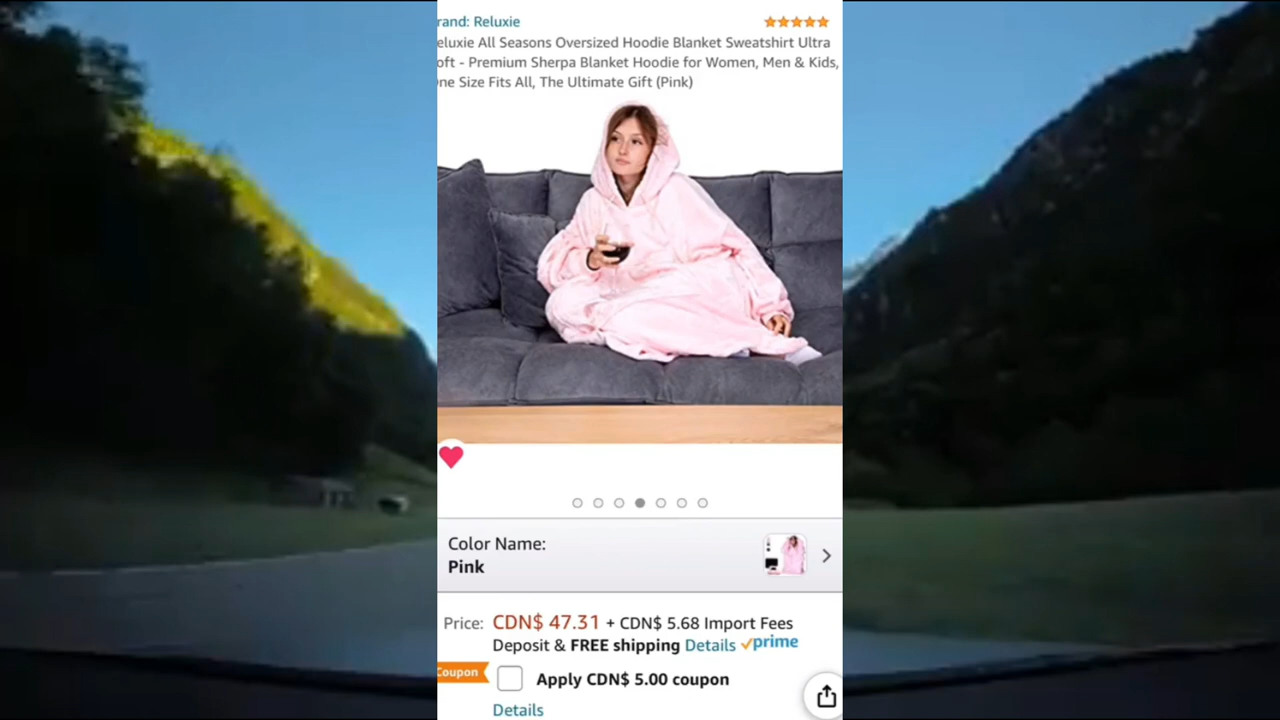 rand: Reluxie
eluxie All Seasons Oversized Hoodie Blanket Sweatshirt Ultra
oft - Premium Sherpa Blanket Hoodie for Women, Men & Kids,
ne Size Fits All, The Ultimate Gift (Pink)
Color Name:
Pink
Price: CDN$ 47.31 + CDN$ 5.68 Import Fees
Deposit & FREE shipping Details prime
Coupon Apply CDN$ 5.00 coupon
Details